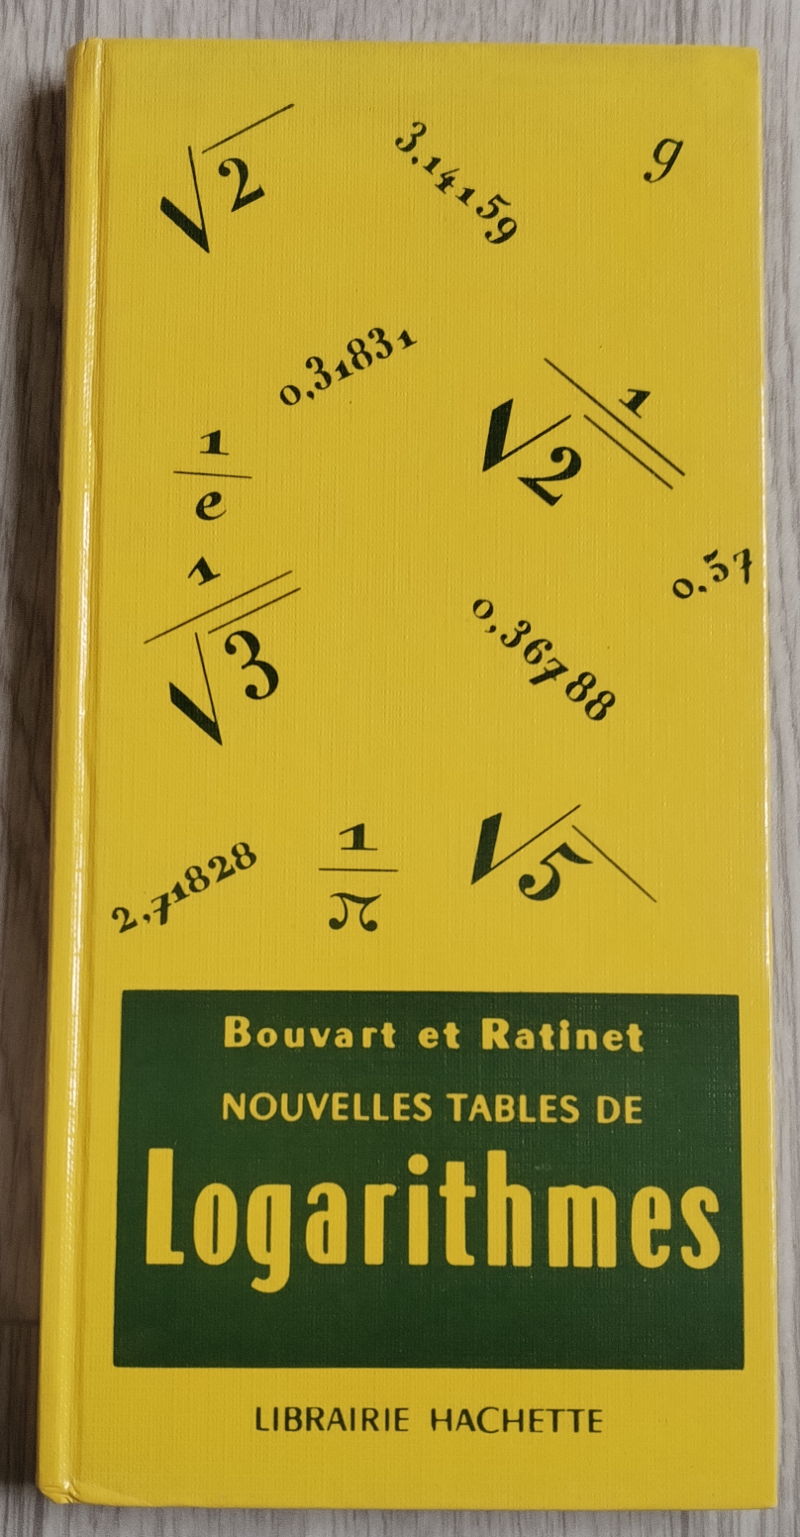 √2
3,14159
g
0,31831
1/√2
1/e
0,57
1/√3
0,36788
√5
1/π
2,71828
Bouvart et Ratinet
NOUVELLES TABLES DE
Logarithmes
LIBRAIRIE HACHETTE